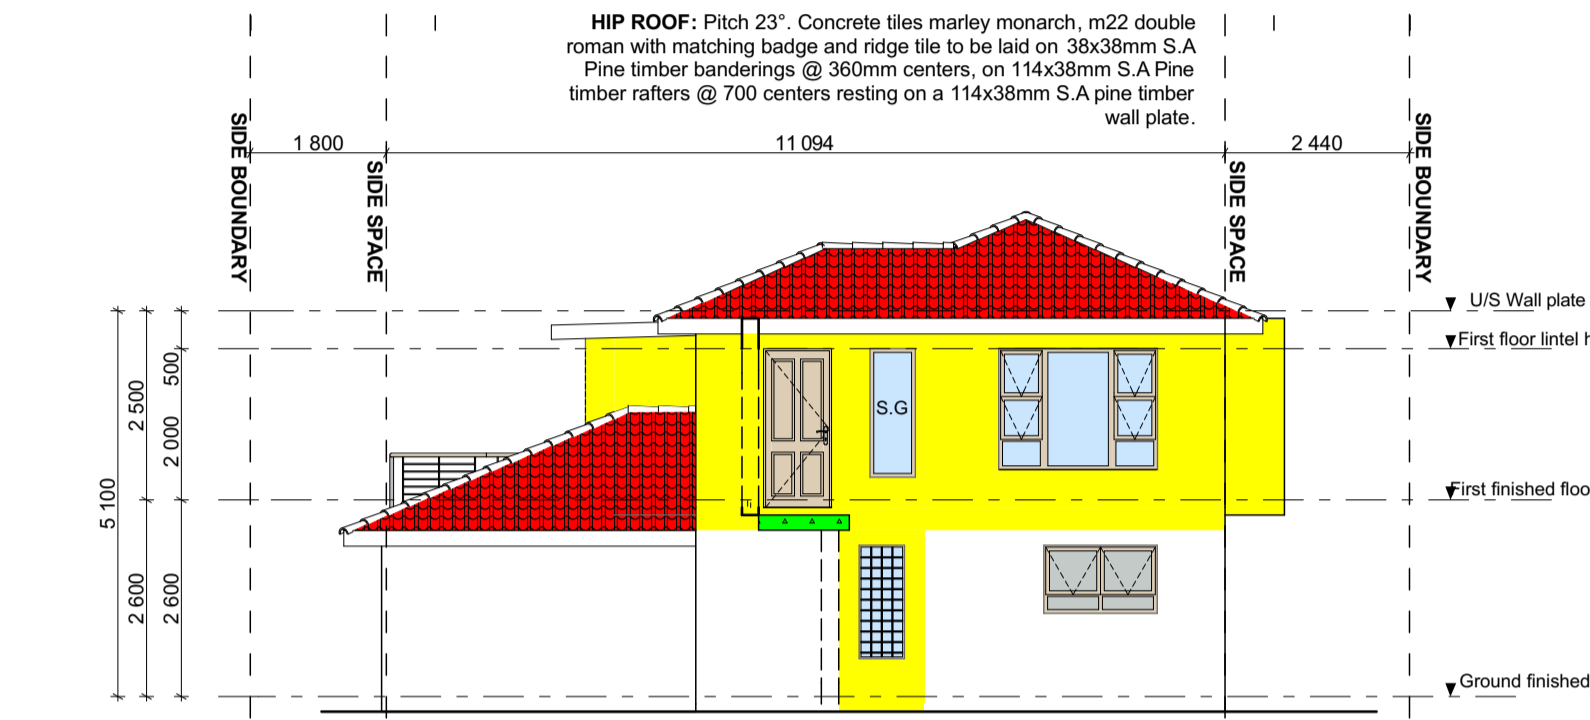 HIP ROOF: Pitch 23°. Concrete tiles marley monarch, m22 double
roman with matching badge and ridge tile to be laid on 38x38mm S.A
Pine timber banderings @ 360mm centers, on 114x38mm S.A Pine
timber rafters @ 700 centers resting on a 114x38mm S.A pine timber
wall plate.
SIDE BOUNDARY
1 800
SIDE SPACE
11 094
SIDE SPACE
2 440
SIDE BOUNDARY
U/S Wall plate
First floor lintel h
First finished floo
Ground finished
S.G
5 100
2 500
2 600
500
2 000
2 600